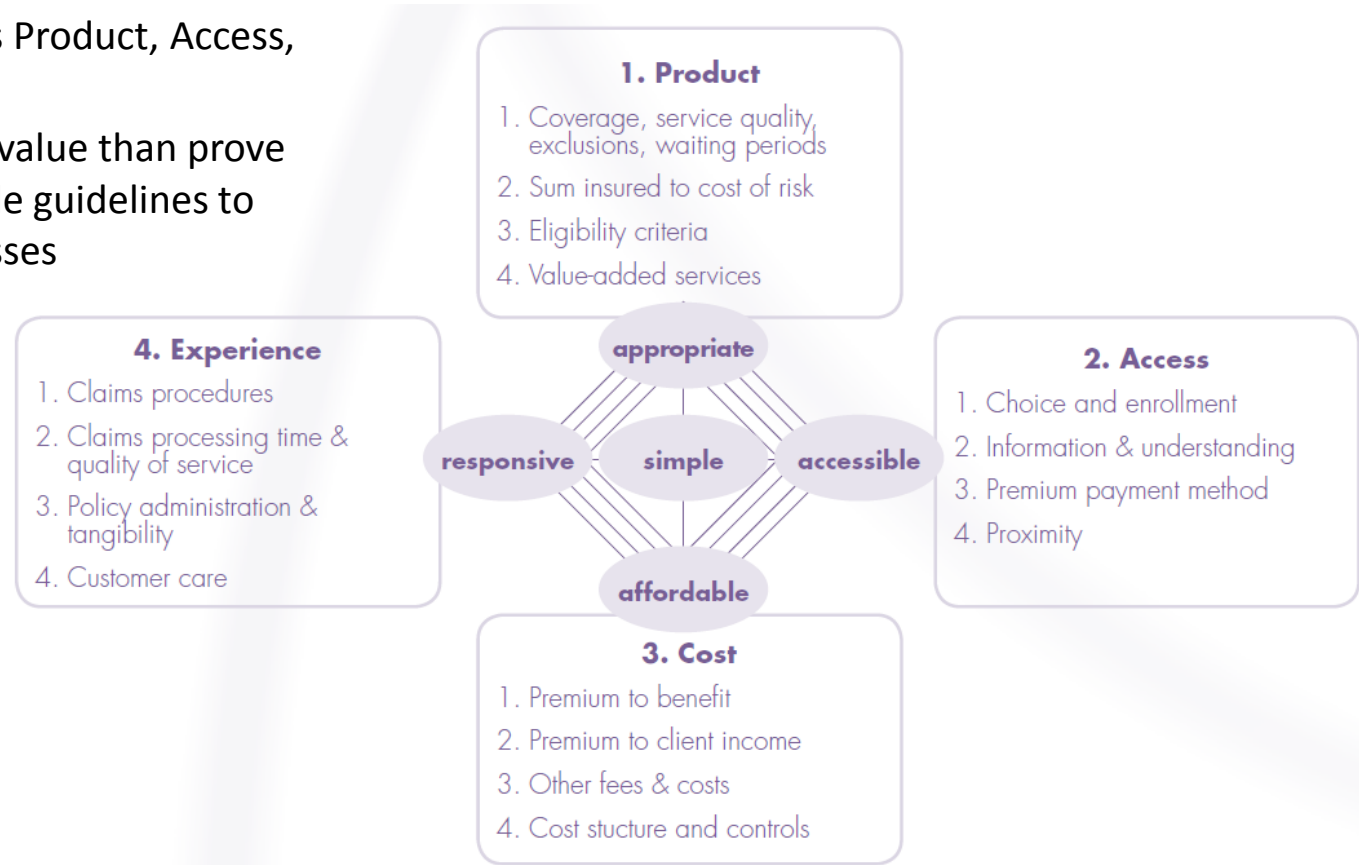 s Product, Access,
value than prove
e guidelines to
sses
1. Product
1. Coverage, service quality,
exclusions, waiting periods
2. Sum insured to cost of risk
3. Eligibility criteria
4. Value-added services
appropriate
4. Experience
1. Claims procedures
2. Claims processing time &
quality of service
3. Policy administration &
tangibility
4. Customer care
responsive
simple
accessible
2. Access
1. Choice and enrollment
2. Information & understanding
3. Premium payment method
4. Proximity
affordable
3. Cost
1. Premium to benefit
2. Premium to client income
3. Other fees & costs
4. Cost stucture and controls